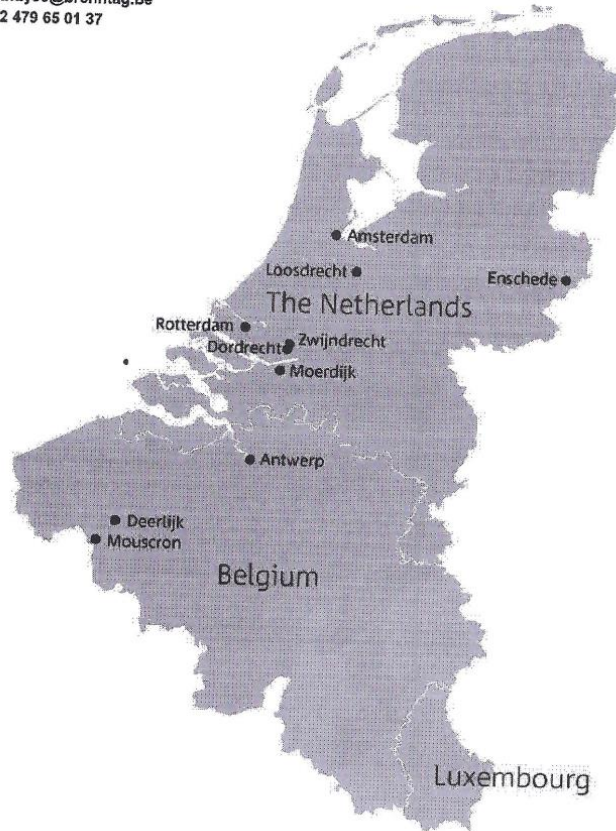 2 479 65 01 37
Amsterdam
Loosdrecht
Enschede
The Netherlands
Rotterdam
Zwijndrecht
Dordrecht
Moerdijk
Antwerp
Deerlijk
Mouscron
Belgium
Luxembourg